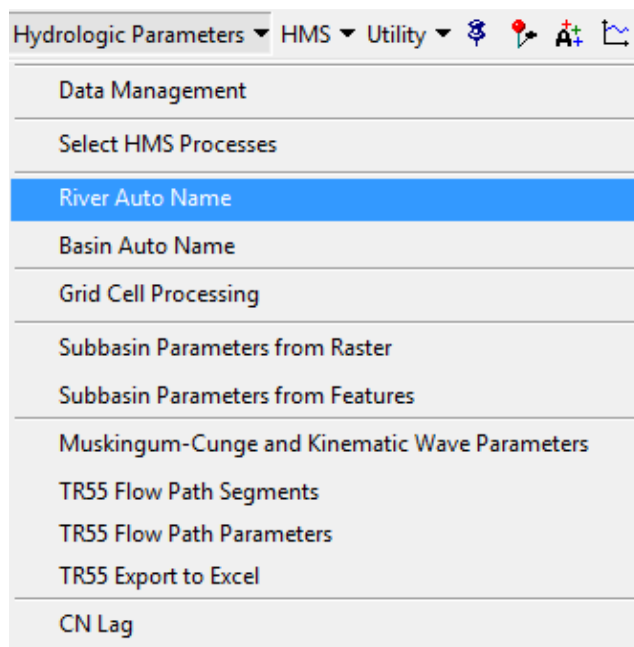 Hydrologic Parameters HMS Utility
Data Management
Select HMS Processes
River Auto Name
Basin Auto Name
Grid Cell Processing
Subbasin Parameters from Raster
Subbasin Parameters from Features
Muskingum-Cunge and Kinematic Wave Parameters
TR55 Flow Path Segments
TR55 Flow Path Parameters
TR55 Export to Excel
CN Lag